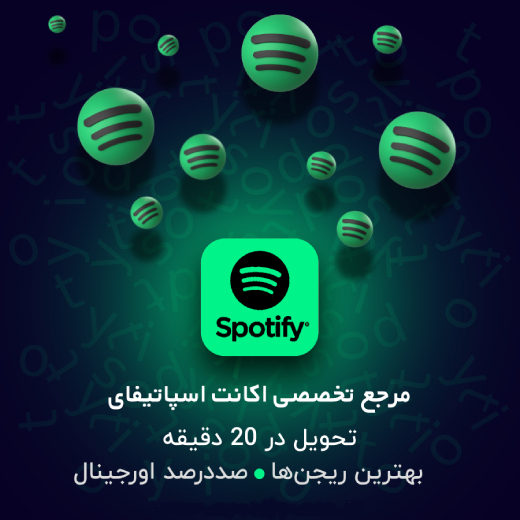 Spotify®
مرجع تخصصی اکانت اسپاتیفای
تحویل در 20 دقیقه
بهترین ریجن‌ها ● صددرصد اورجینال